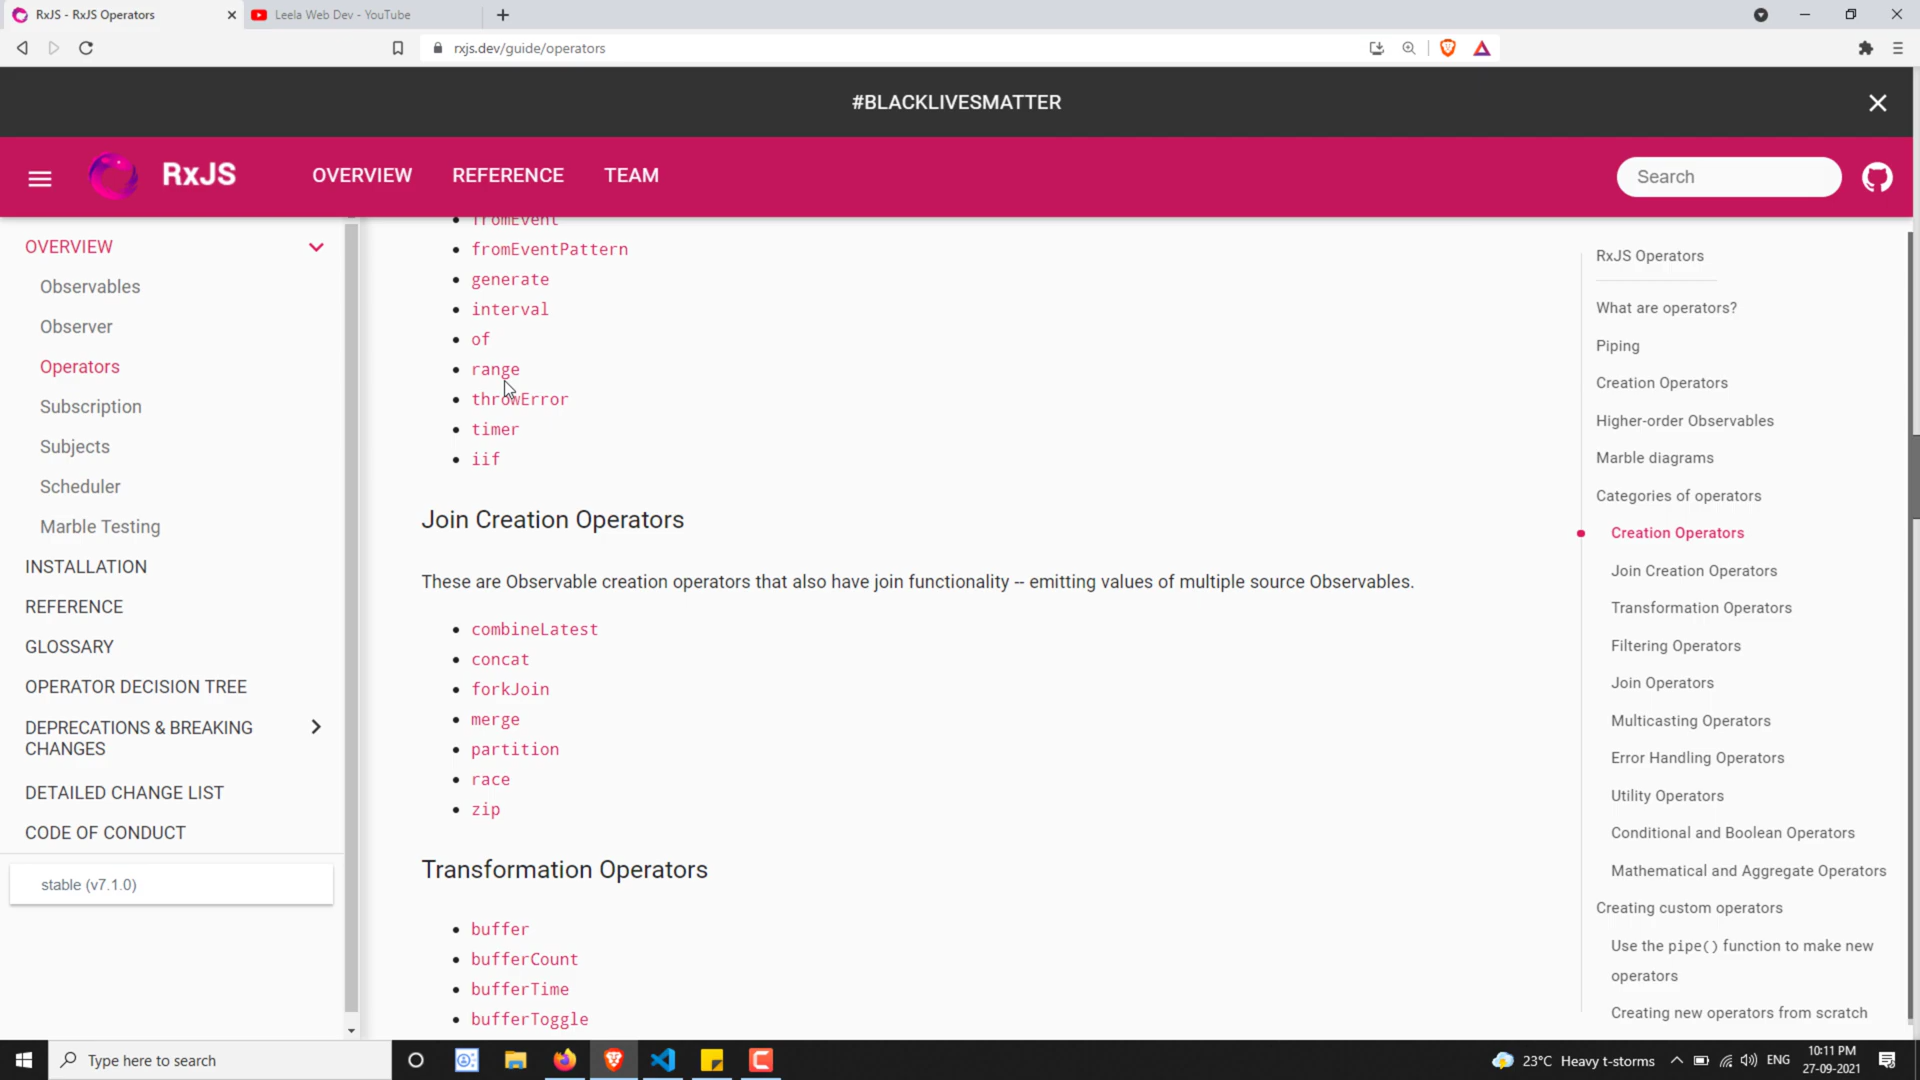 RxJS - RxJS Operators
Leela Web Dev - YouTube
rxjs.dev/guide/operators
#BLACKLIVESMATTER
RxJS
OVERVIEW
REFERENCE
TEAM
Search
OVERVIEW
Observables
Observer
Operators
Subscription
Subjects
Scheduler
Marble Testing
INSTALLATION
REFERENCE
GLOSSARY
OPERATOR DECISION TREE
DEPRECATIONS & BREAKING
CHANGES
DETAILED CHANGE LIST
CODE OF CONDUCT
stable (v7.1.0)
fromEvent
fromEventPattern
generate
interval
of
range
throwError
timer
iif
Join Creation Operators
These are Observable creation operators that also have join functionality -- emitting values of multiple source Observables.
combineLatest
concat
forkJoin
merge
partition
race
zip
Transformation Operators
buffer
bufferCount
bufferTime
bufferToggle
RxJS Operators
What are operators?
Piping
Creation Operators
Higher-order Observables
Marble diagrams
Categories of operators
Creation Operators
Join Creation Operators
Transformation Operators
Filtering Operators
Join Operators
Multicasting Operators
Error Handling Operators
Utility Operators
Conditional and Boolean Operators
Mathematical and Aggregate Operators
Creating custom operators
Use the pipe() function to make new
operators
Creating new operators from scratch
Type here to search
23°C Heavy t-storms
ENG
10:11 PM
27-09-2021